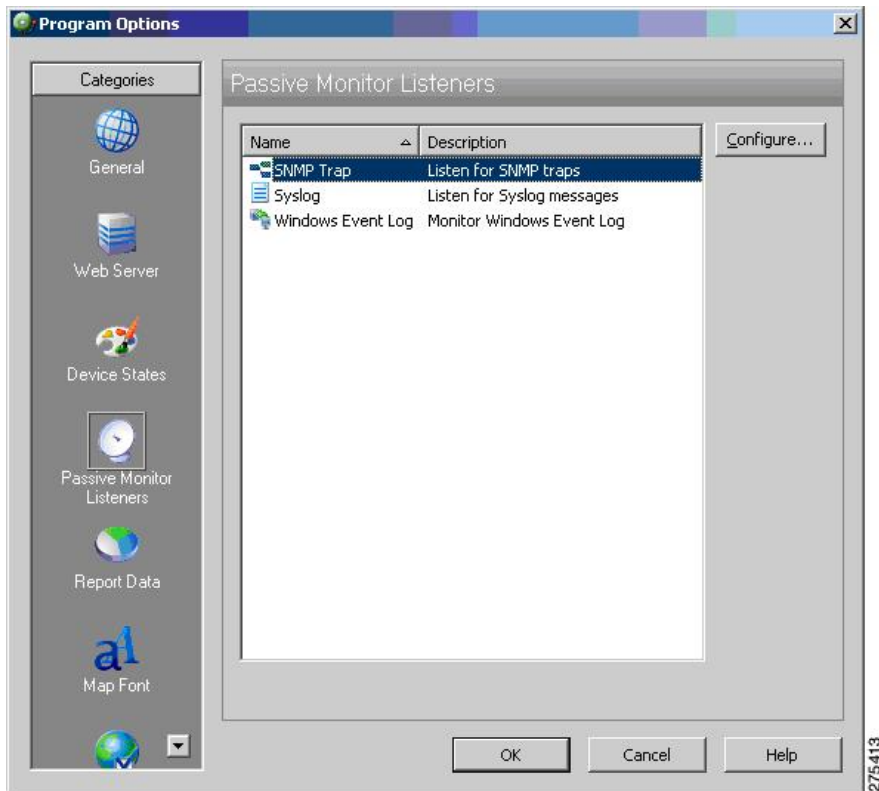 Program Options
Categories
General
Web Server
Device States
Passive Monitor
Listeners
Report Data
Map Font
Passive Monitor Listeners
Name Description
SNMP Trap Listen for SNMP traps
Syslog Listen for Syslog messages
Windows Event Log Monitor Windows Event Log
Configure...
OK Cancel Help
275413